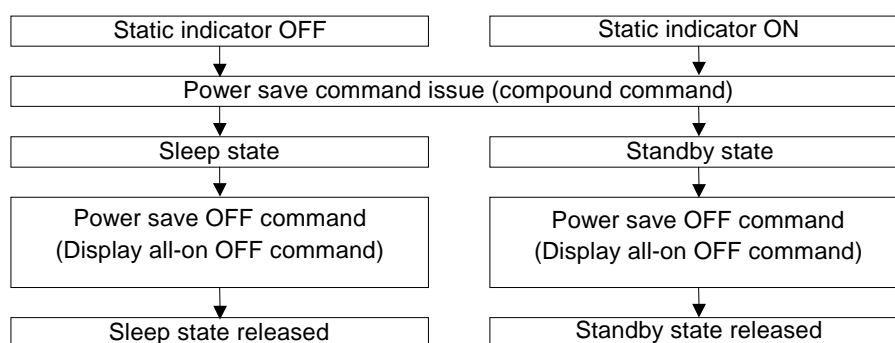 Static indicator OFF
Static indicator ON
Power save command issue (compound command)
Sleep state
Standby state
Power save OFF command
(Display all-on OFF command)
Power save OFF command
(Display all-on OFF command)
Sleep state released
Standby state released